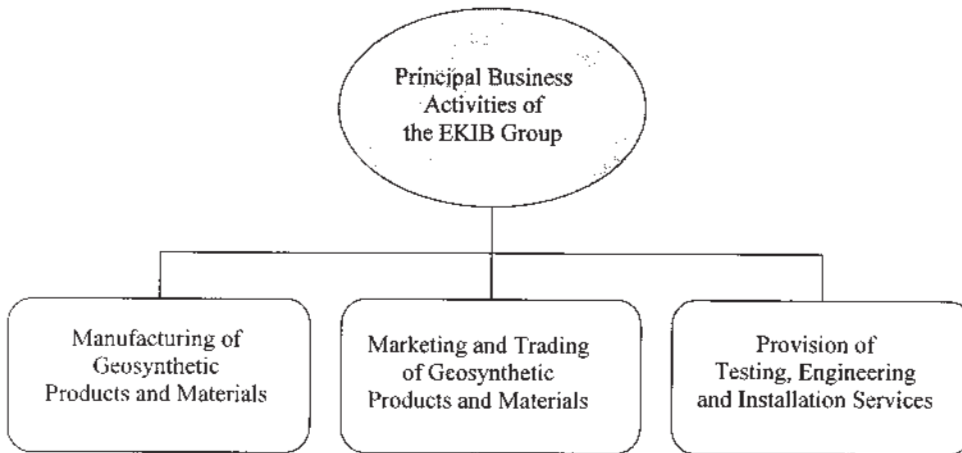 Principal Business
Activities of
the EKIB Group
Manufacturing of
Geosynthetic
Products and Materials
Marketing and Trading
of Geosynthetic
Products and Materials
Provision of
Testing, Engineering
and Installation Services